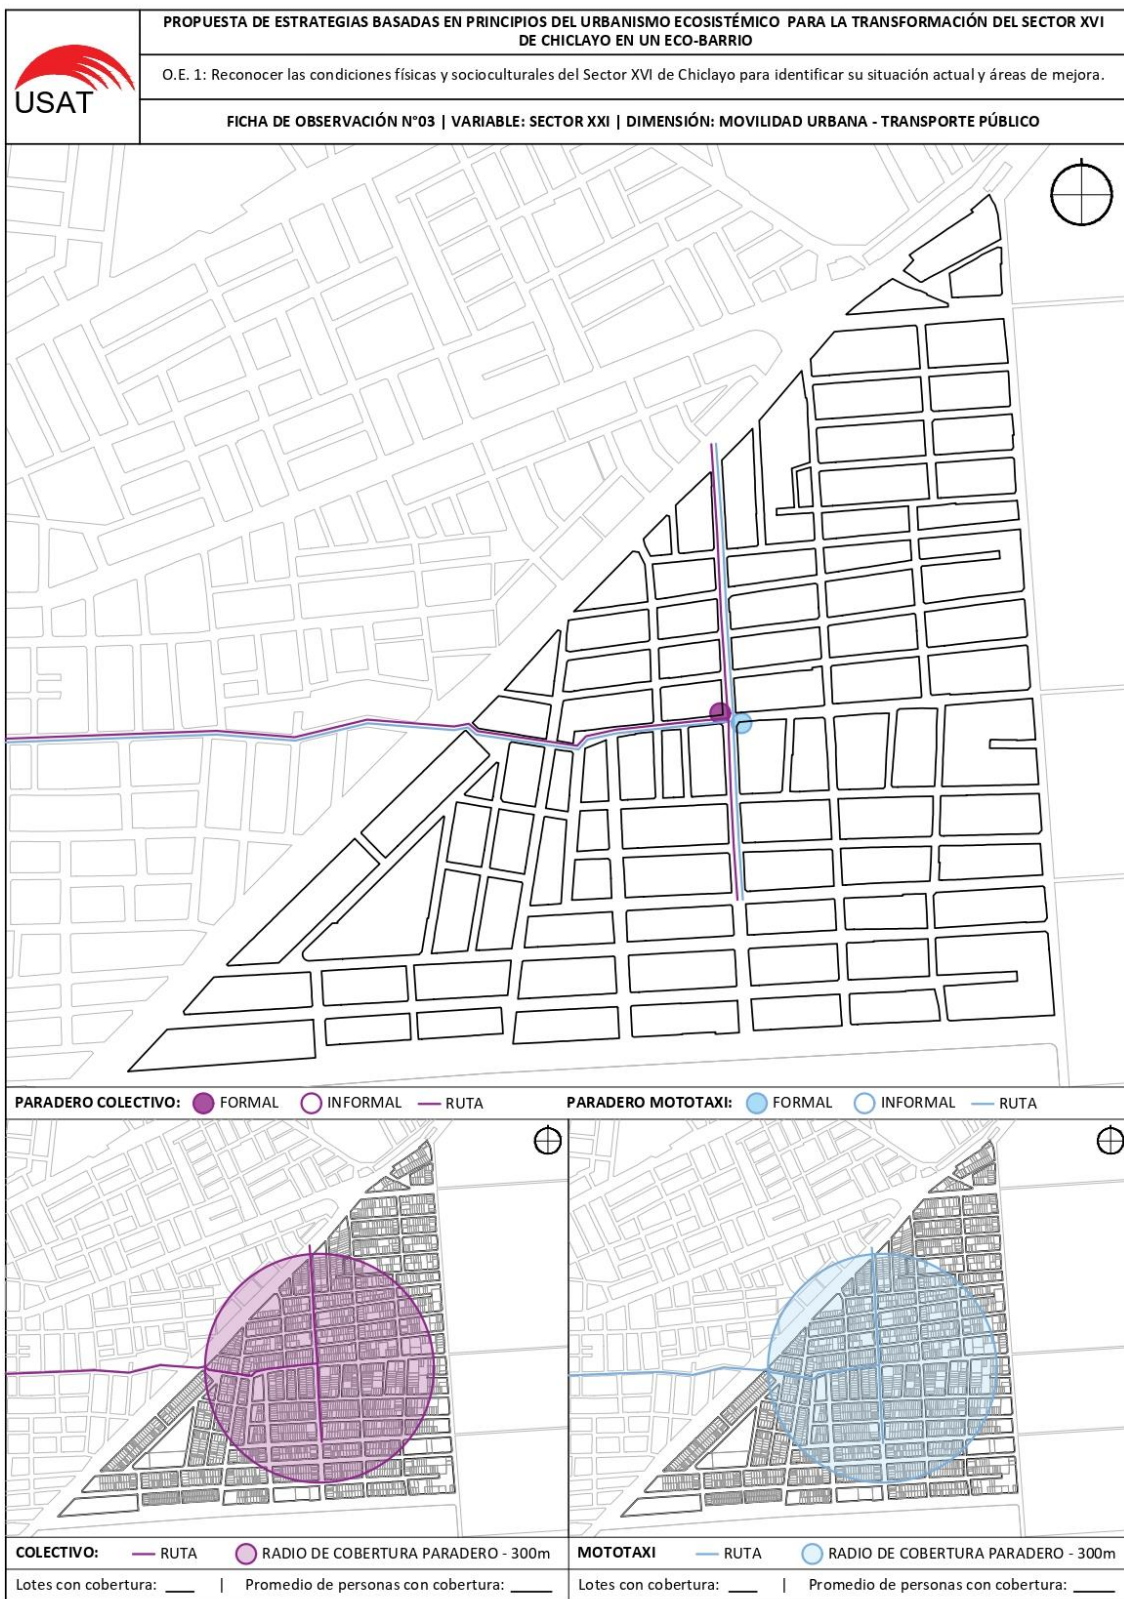 USAT
PROPUESTA DE ESTRATEGIAS BASADAS EN PRINCIPIOS DEL URBANISMO ECOSISTÉMICO PARA LA TRANSFORMACIÓN DEL SECTOR XVI
DE CHICLAYO EN UN ECO-BARRIO
O.E. 1: Reconocer las condiciones físicas y socioculturales del Sector XVI de Chiclayo para identificar su situación actual y áreas de mejora.
FICHA DE OBSERVACIÓN N°03 | VARIABLE: SECTOR XXI | DIMENSIÓN: MOVILIDAD URBANA - TRANSPORTE PÚBLICO
PARADERO COLECTIVO: FORMAL INFORMAL RUTA
PARADERO MOTOTAXI: FORMAL INFORMAL RUTA
COLECTIVO: RUTA RADIO DE COBERTURA PARADERO - 300m
Lotes con cobertura: ____ | Promedio de personas con cobertura: _____
MOTOTAXI RUTA RADIO DE COBERTURA PARADERO - 300m
Lotes con cobertura: ____ | Promedio de personas con cobertura: _____